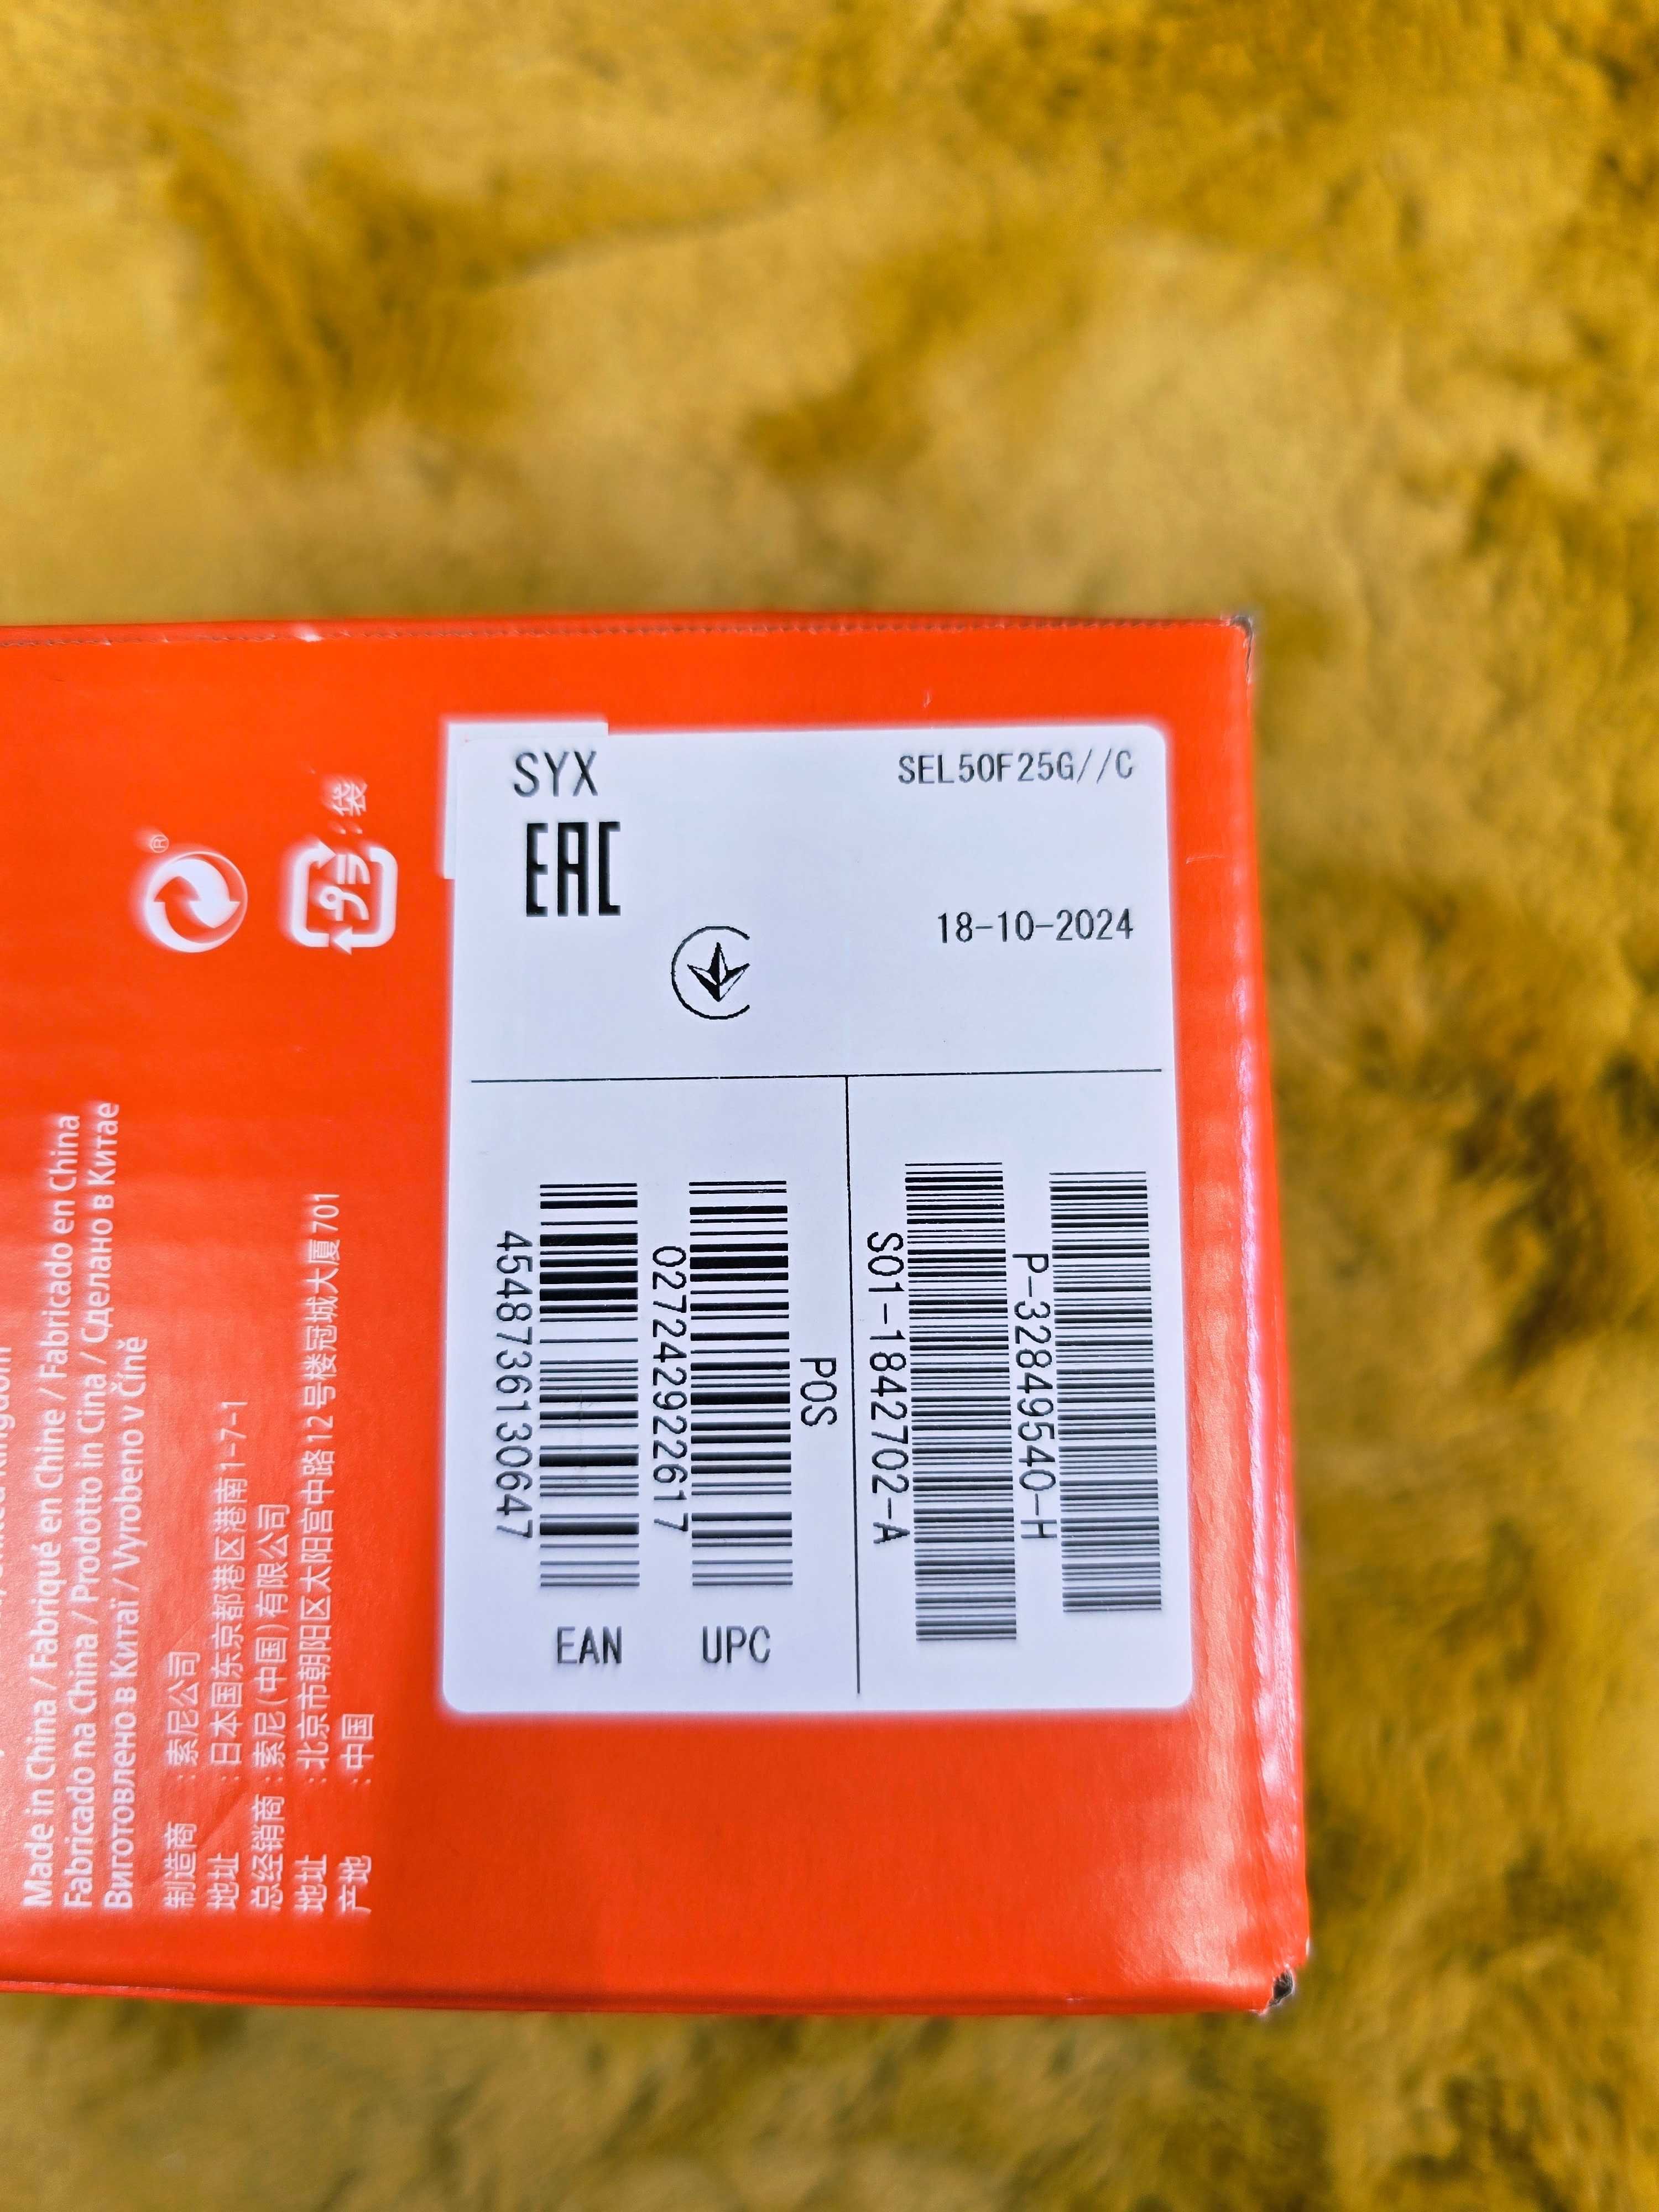 SYX
SEL50F25G//C
EAC
18-10-2024
4548736130647
EAN
027242922617
UPC
POS
S01-1842702-A
P-32849540-H
:袋
Made in China / Fabriqué en Chine / Fabricado en China
Fabricado na China / Prodotto in Cina / Сделано в Китае
Виготовлено в Китаї / Vyrobeno v Číně
制造商 : 索尼公司
地址 : 日本国东京都港区港南1-7-1
总经销商 : 索尼(中国)有限公司
地址 : 北京市朝阳区太阳宫中路12号楼冠城大厦701
产地 : 中国